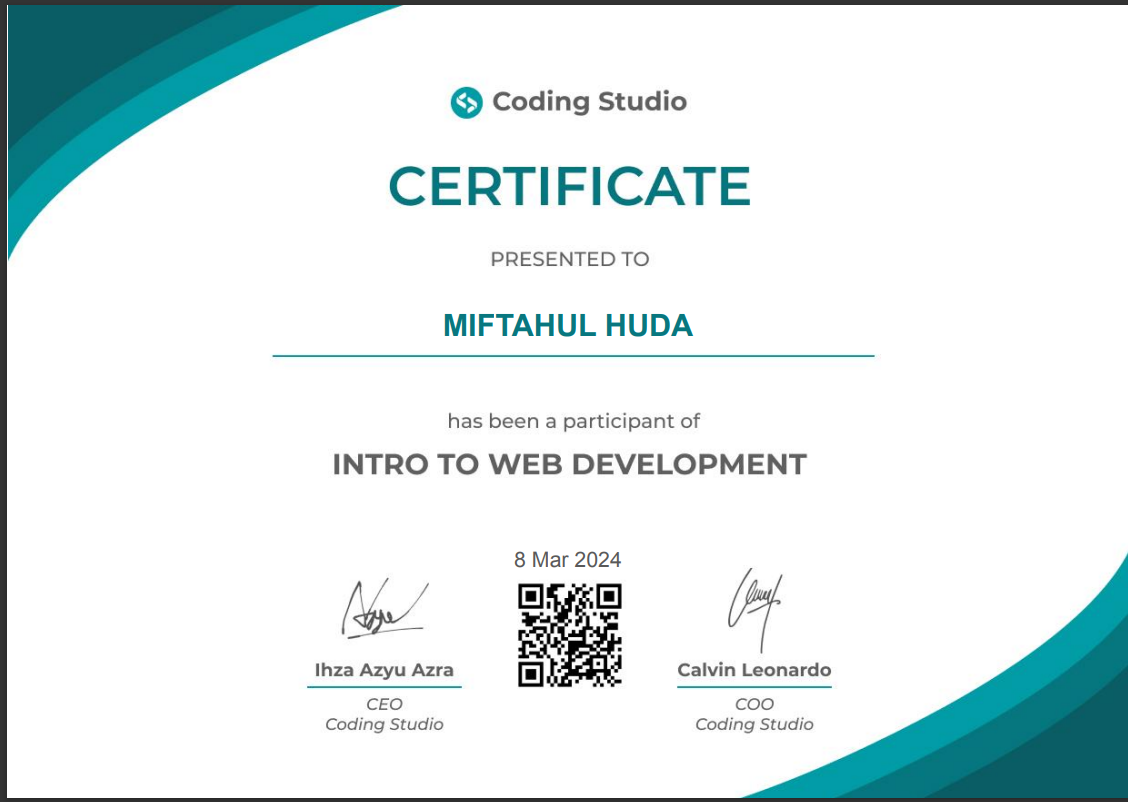 Coding Studio
CERTIFICATE
PRESENTED TO
MIFTAHUL HUDA
has been a participant of
INTRO TO WEB DEVELOPMENT
8 Mar 2024
Ihza Azyu Azra
CEO
Coding Studio
Calvin Leonardo
COO
Coding Studio